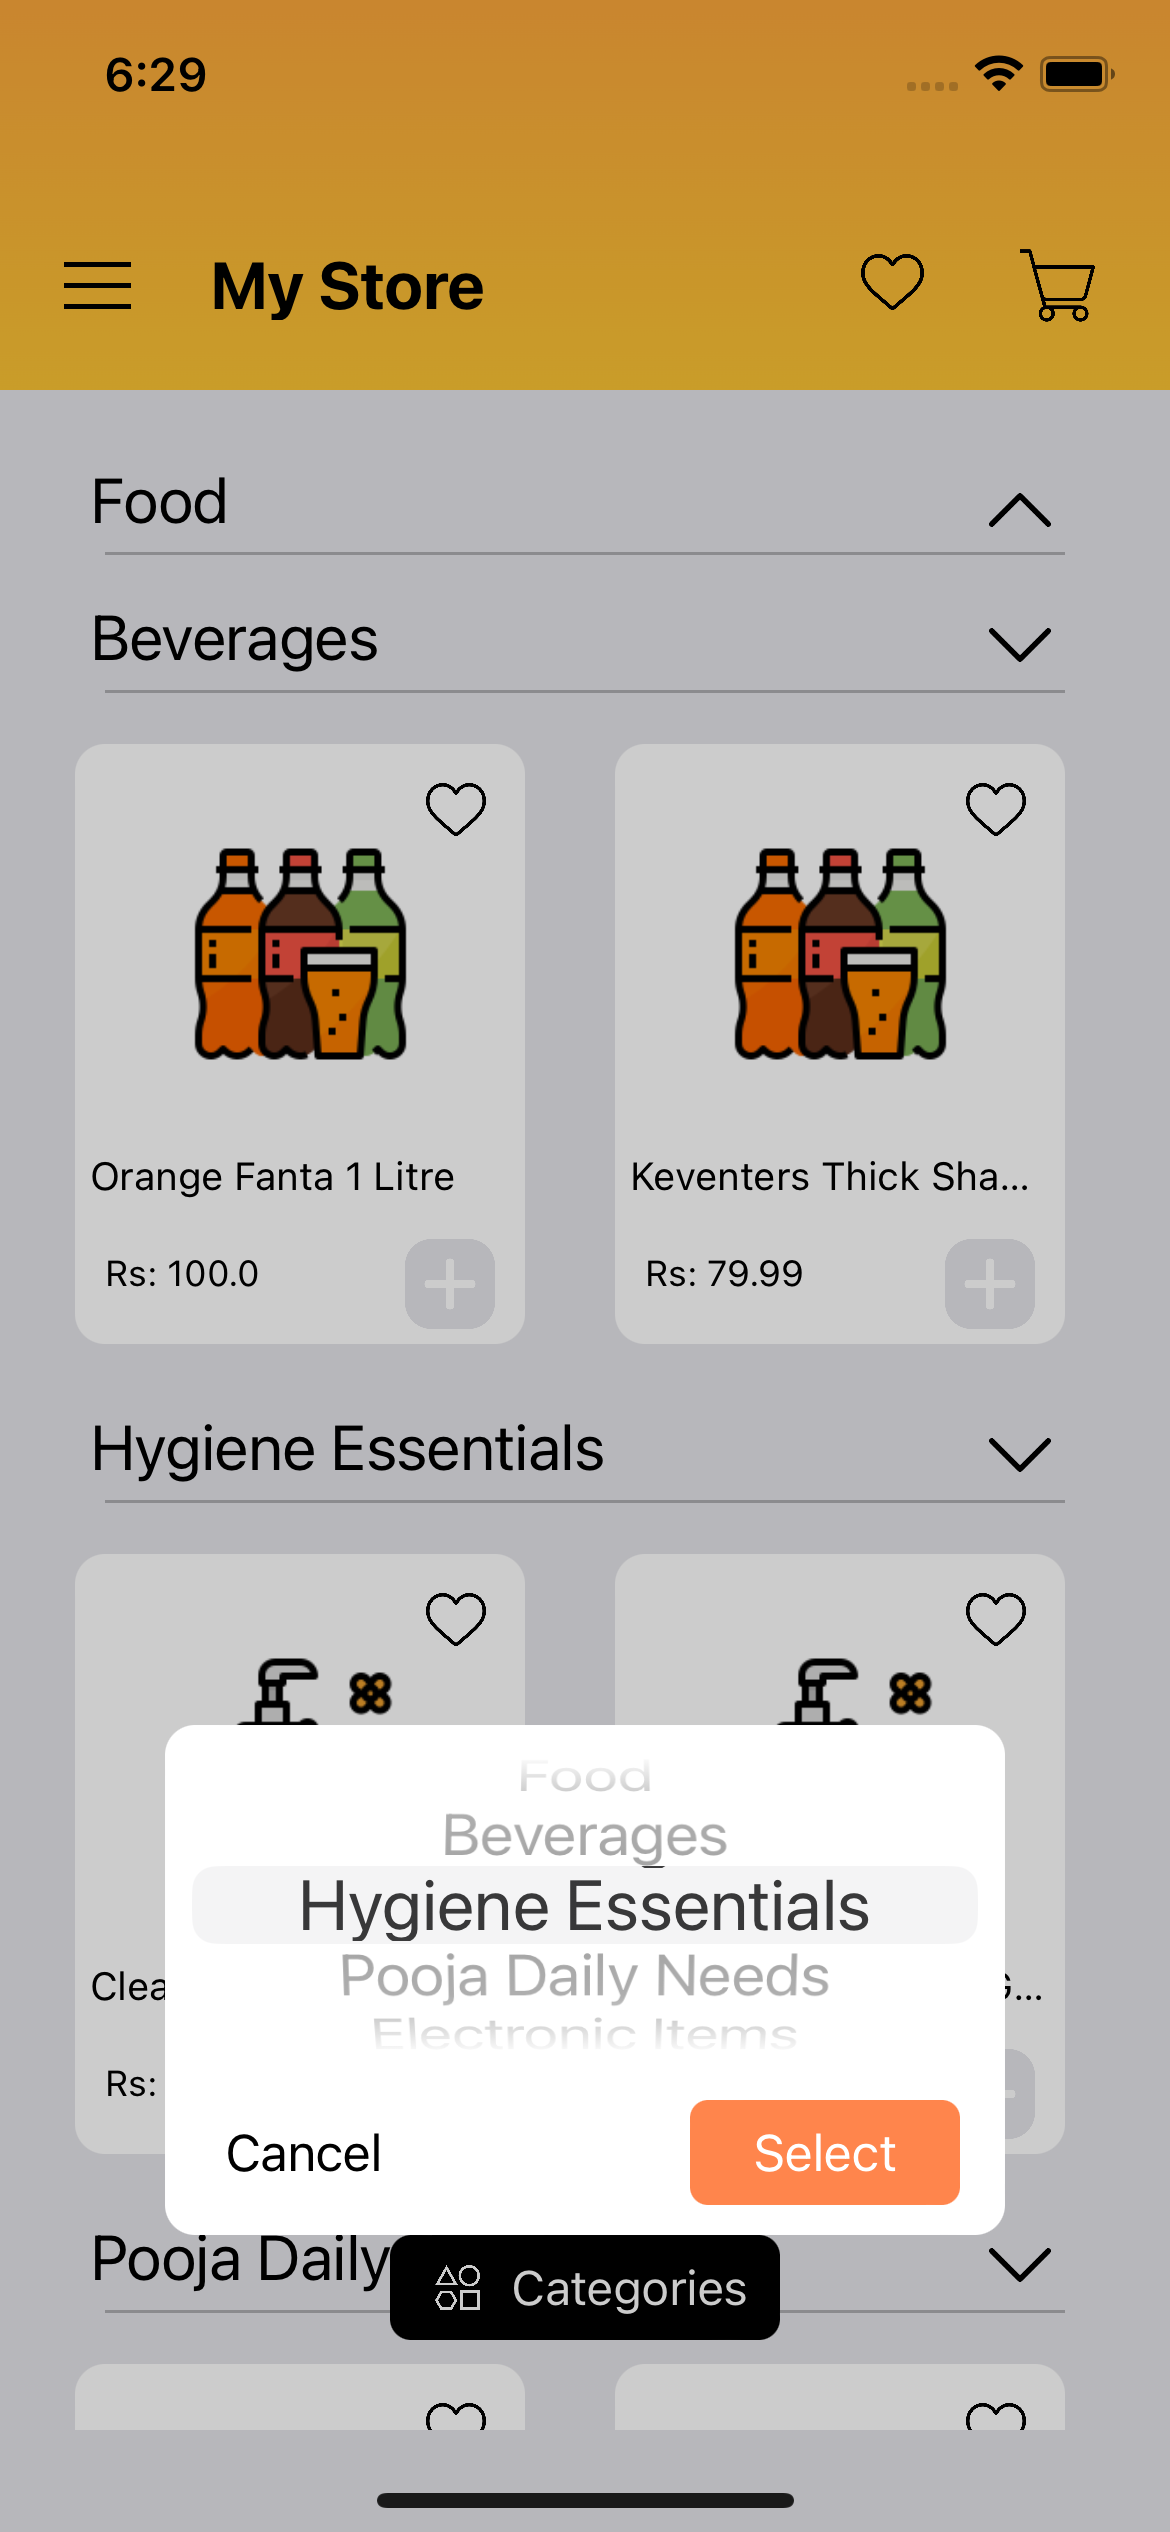 6:29
My Store
Food
Beverages
Orange Fanta 1 Litre
Keventers Thick Sha...
Rs: 100.0
Rs: 79.99
Hygiene Essentials
Food
Beverages
Hygiene Essentials
Pooja Daily Needs
Electronic Items
Rs:
Cancel
Select
Pooja Daily
Categories